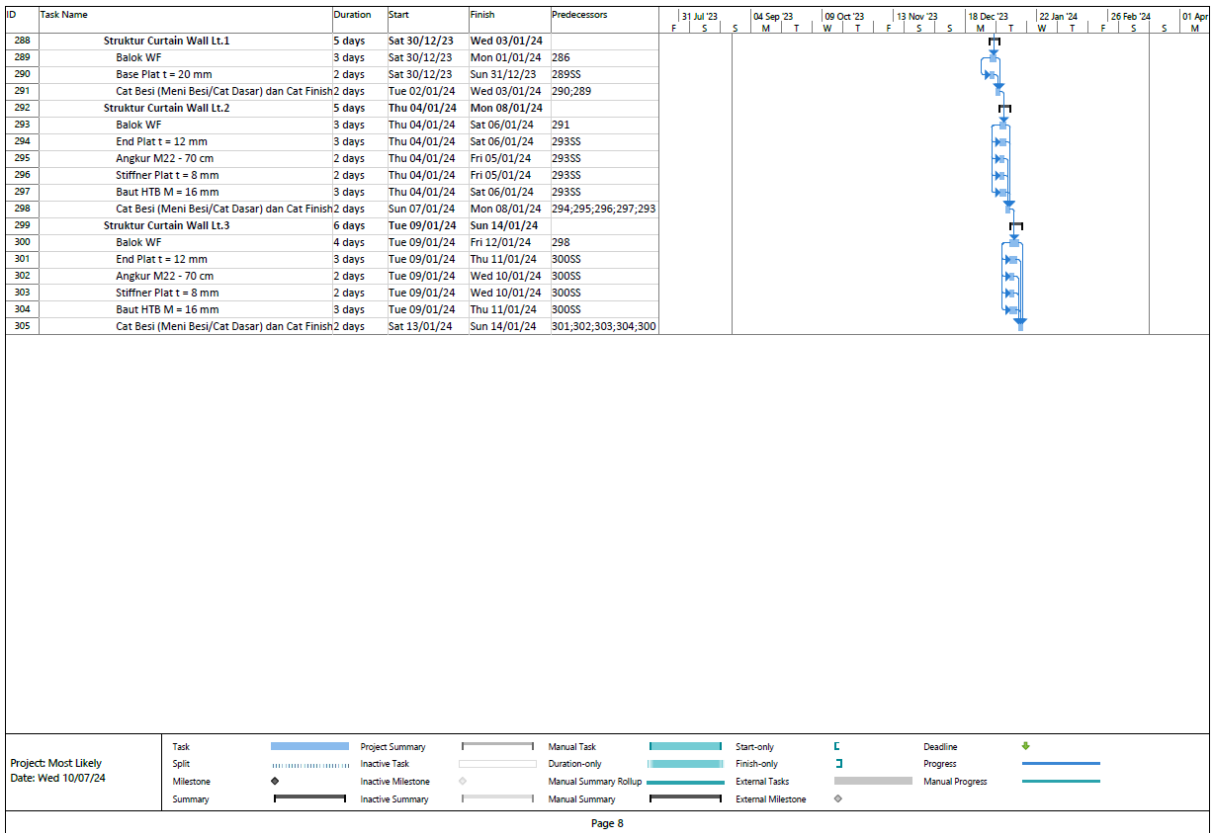 ID Task Name Duration Start Finish Predecessors 31 Jul '23 04 Sep '23 09 Oct '23 13 Nov '23 18 Dec '23 22 Jan '24 26 Feb '24 01 Apr
F S S M T W T F S S M T W T F S S M
288 Struktur Curtain Wall Lt.1 5 days Sat 30/12/23 Wed 03/01/24
289 Balok WF 3 days Sat 30/12/23 Mon 01/01/24 286
290 Base Plat t = 20 mm 2 days Sat 30/12/23 Sun 31/12/23 289SS
291 Cat Besi (Meni Besi/Cat Dasar) dan Cat Finish 2 days Tue 02/01/24 Wed 03/01/24 290;289
292 Struktur Curtain Wall Lt.2 5 days Thu 04/01/24 Mon 08/01/24
293 Balok WF 3 days Thu 04/01/24 Sat 06/01/24 291
294 End Plat t = 12 mm 3 days Thu 04/01/24 Sat 06/01/24 293SS
295 Angkur M22 - 70 cm 2 days Thu 04/01/24 Fri 05/01/24 293SS
296 Stiffner Plat t = 8 mm 2 days Thu 04/01/24 Fri 05/01/24 293SS
297 Baut HTB M = 16 mm 3 days Thu 04/01/24 Sat 06/01/24 293SS
298 Cat Besi (Meni Besi/Cat Dasar) dan Cat Finish 2 days Sun 07/01/24 Mon 08/01/24 294;295;296;297;293
299 Struktur Curtain Wall Lt.3 6 days Tue 09/01/24 Sun 14/01/24
300 Balok WF 4 days Tue 09/01/24 Fri 12/01/24 298
301 End Plat t = 12 mm 3 days Tue 09/01/24 Thu 11/01/24 300SS
302 Angkur M22 - 70 cm 2 days Tue 09/01/24 Wed 10/01/24 300SS
303 Stiffner Plat t = 8 mm 2 days Tue 09/01/24 Wed 10/01/24 300SS
304 Baut HTB M = 16 mm 3 days Tue 09/01/24 Thu 11/01/24 300SS
305 Cat Besi (Meni Besi/Cat Dasar) dan Cat Finish 2 days Sat 13/01/24 Sun 14/01/24 301;302;303;304;300
Project: Most Likely
Date: Wed 10/07/24
Task Project Summary Manual Task Start-only Deadline
Split Inactive Task Duration-only Finish-only Progress
Milestone Inactive Milestone Manual Summary Rollup External Tasks Manual Progress
Summary Inactive Summary Manual Summary External Milestone
Page 8